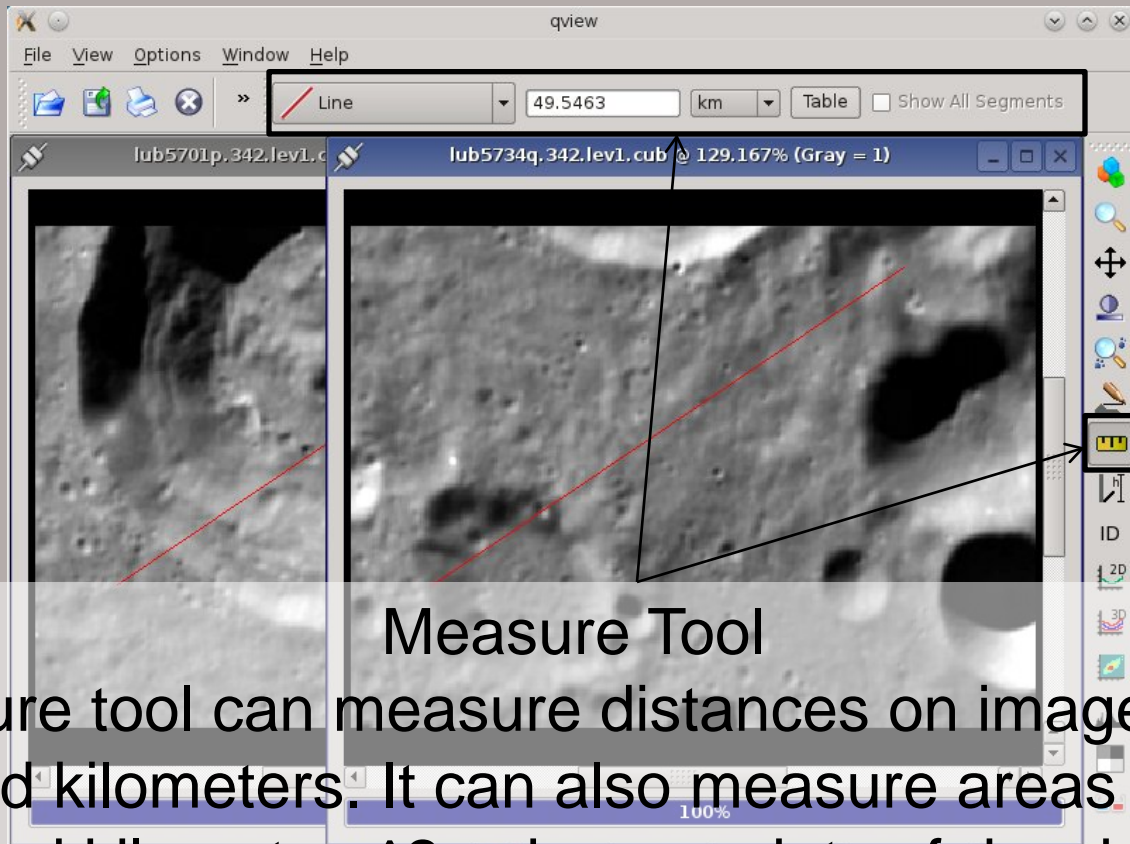 qview
File View Options Window Help
» Line 49.5463 km Table Show All Segments
lub5701p.342.lev1.c
lub5734q.342.lev1.cub @ 129.167% (Gray = 1)
ID
2D
3D
Measure Tool
ure tool can measure distances on image
d kilometers. It can also measure areas
100%